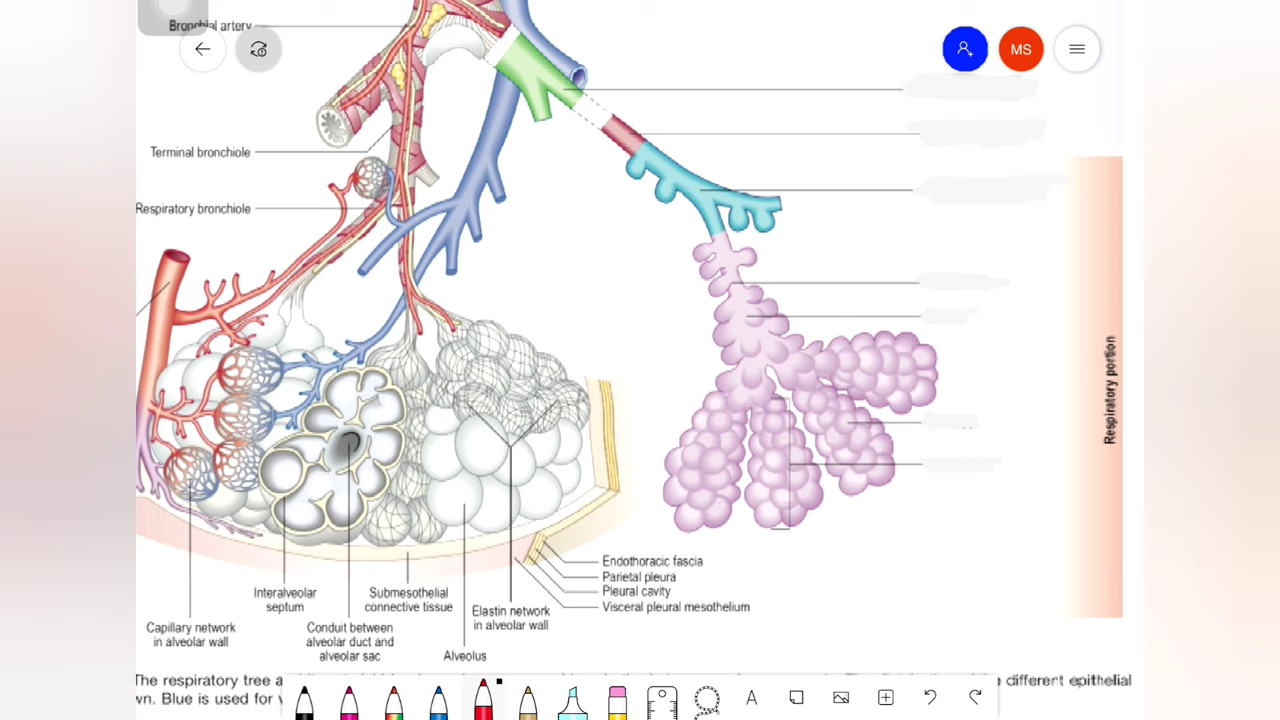 Bronchial artery
MS
Terminal bronchiole
Respiratory bronchiole
Respiratory portion
Endothoracic fascia
Parietal pleura
Pleural cavity
Visceral pleural mesothelium
Interalveolar
septum
Submesothelial
connective tissue
Elastin network
in alveolar wall
Capillary network
in alveolar wall
Conduit between
alveolar duct and
alveolar sac
Alveolus
The respiratory tree
different epithelial
wn. Blue is used for
A